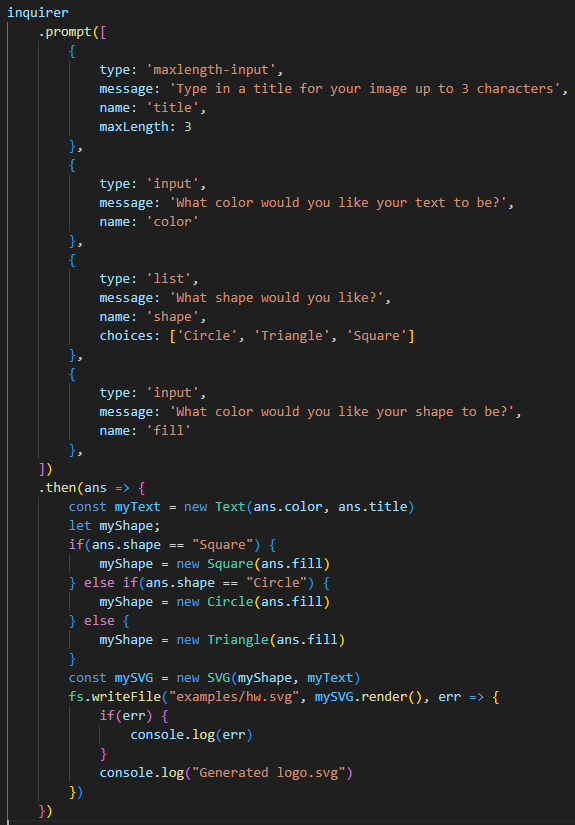 inquirer
    .prompt([
        {
            type: 'maxlength-input',
            message: 'Type in a title for your image up to 3 characters',
            name: 'title',
            maxLength: 3
        },
        {
            type: 'input',
            message: 'What color would you like your text to be?',
            name: 'color'
        },
        {
            type: 'list',
            message: 'What shape would you like?',
            name: 'shape',
            choices: ['Circle', 'Triangle', 'Square']
        },
        {
            type: 'input',
            message: 'What color would you like your shape to be?',
            name: 'fill'
        },
    ])
    .then(ans => {
        const myText = new Text(ans.color, ans.title)
        let myShape;
        if(ans.shape == "Square") {
            myShape = new Square(ans.fill)
        } else if(ans.shape == "Circle") {
            myShape = new Circle(ans.fill)
        } else {
            myShape = new Triangle(ans.fill)
        }
        const mySVG = new SVG(myShape, myText)
        fs.writeFile("examples/hw.svg", mySVG.render(), err => {
            if(err) {
                console.log(err)
            }
            console.log("Generated logo.svg")
        })
    })